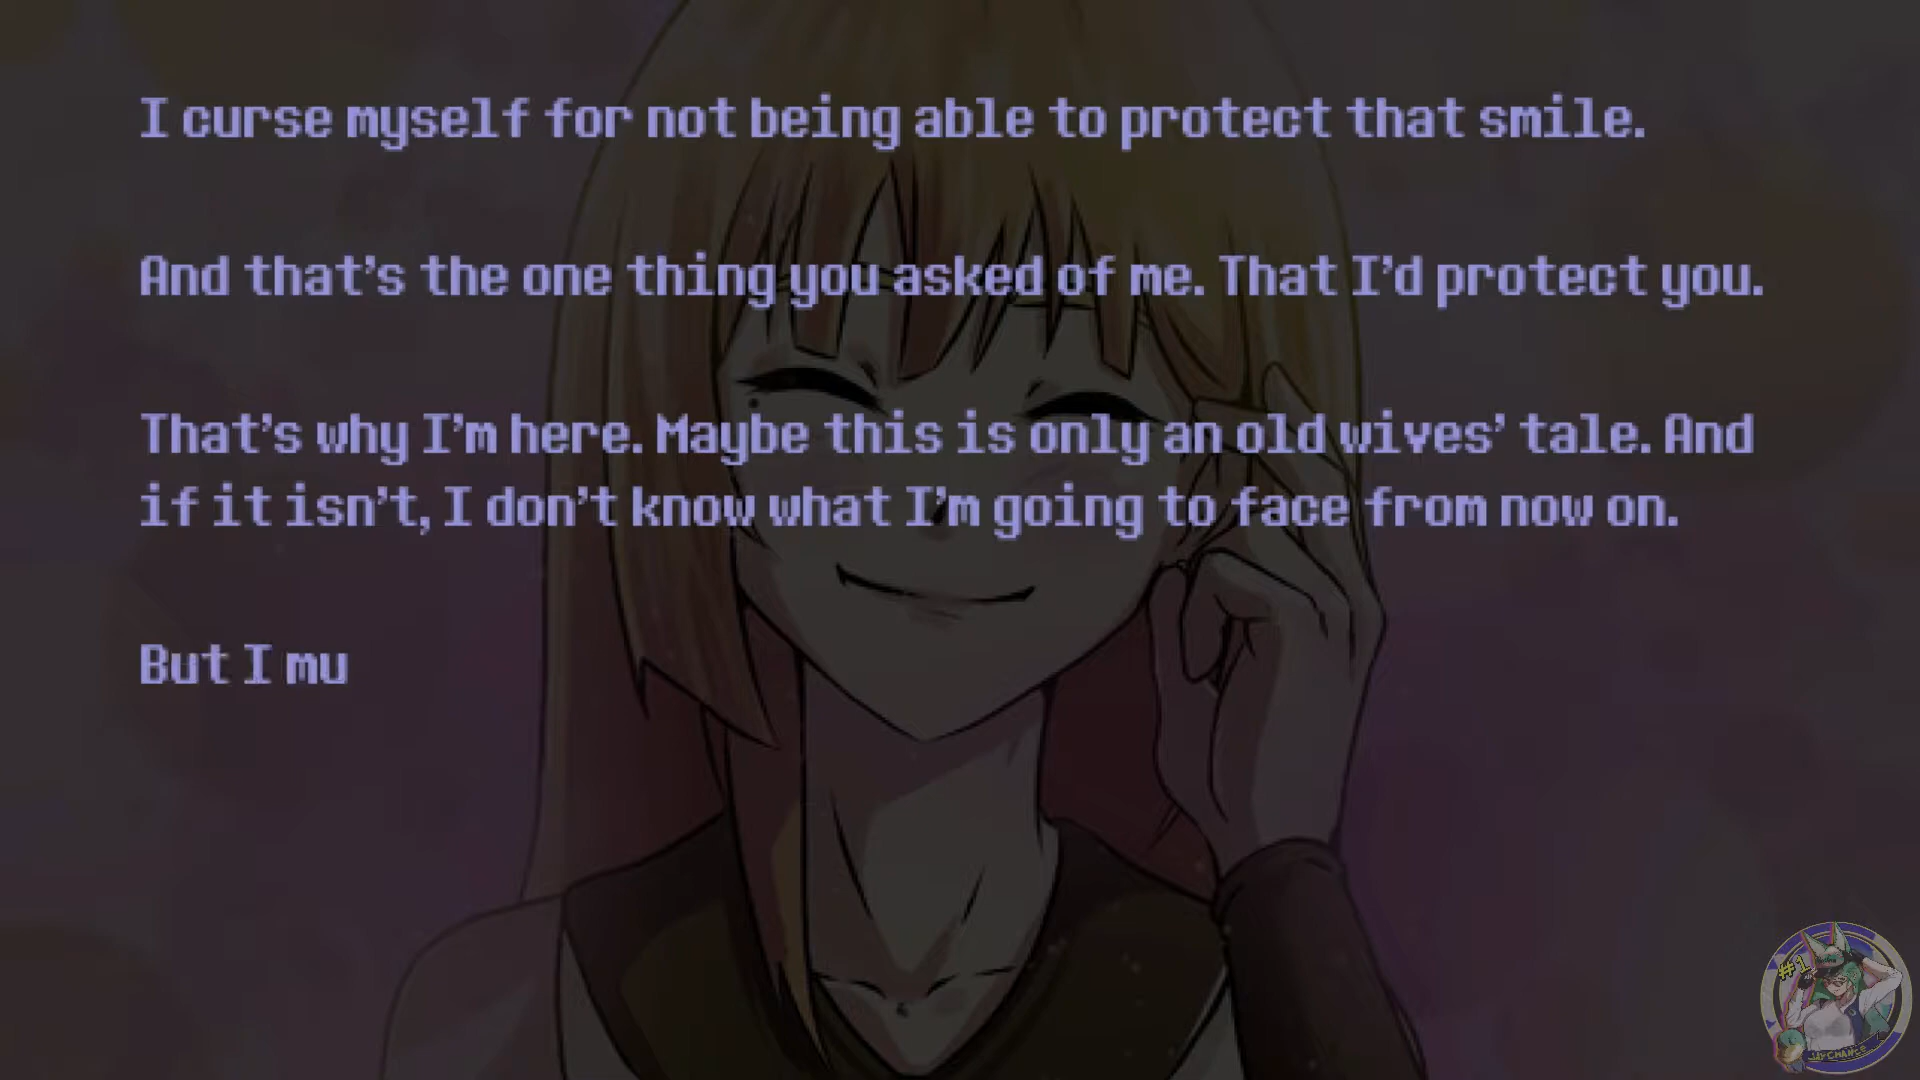 I curse myself for not being able to protect that smile.
And that's the one thing you asked of me. That I'd protect you.
That's why I'm here. Maybe this is only an old wives' tale. And
if it isn't, I don't know what I'm going to face from now on.
But I mu
#1
JAYCHANCE